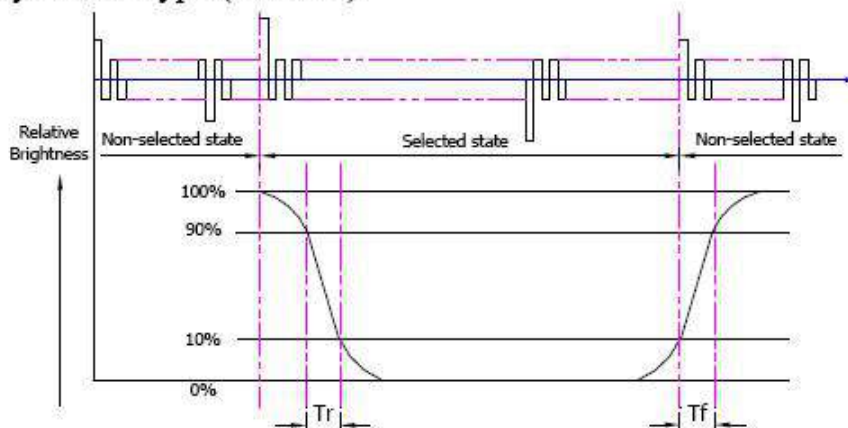 Non-selected state
Selected state
Non-selected state
Relative
Brightness
100%
90%
10%
0%
Tr
Tf